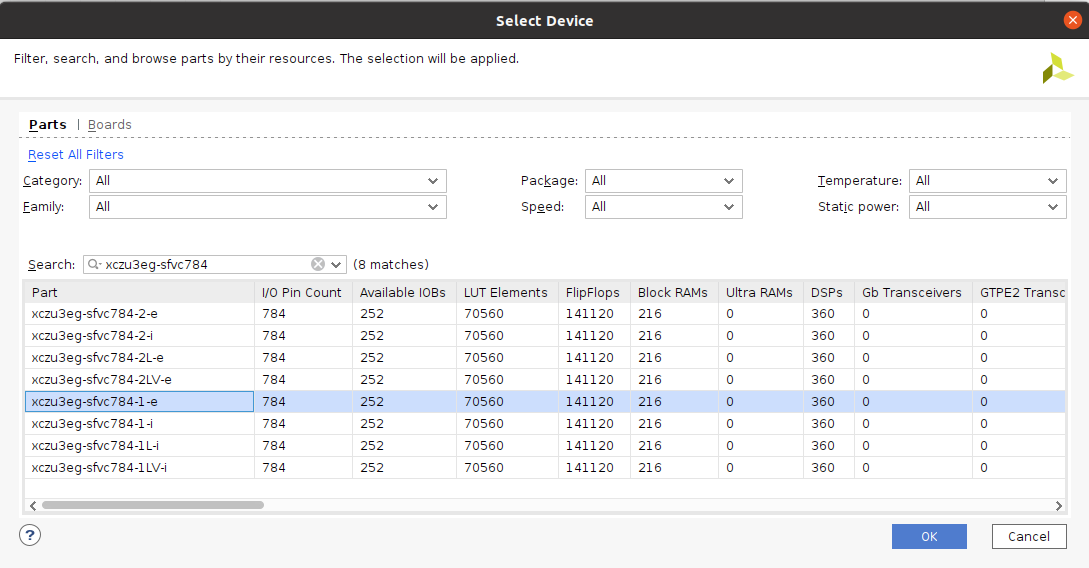 Select Device
Filter, search, and browse parts by their resources. The selection will be applied.
Parts | Boards
Reset All Filters
Category: All Package: All Temperature: All
Family: All Speed: All Static power: All
Search: xczu3eg-sfvc784 (8 matches)
Part I/O Pin Count Available IOBs LUT Elements FlipFlops Block RAMs Ultra RAMs DSPs Gb Transceivers GTPE2 Transc
xczu3eg-sfvc784-2-e 784 252 70560 141120 216 0 360 0 0
xczu3eg-sfvc784-2-i 784 252 70560 141120 216 0 360 0 0
xczu3eg-sfvc784-2L-e 784 252 70560 141120 216 0 360 0 0
xczu3eg-sfvc784-2LV-e 784 252 70560 141120 216 0 360 0 0
xczu3eg-sfvc784-1-e 784 252 70560 141120 216 0 360 0 0
xczu3eg-sfvc784-1-i 784 252 70560 141120 216 0 360 0 0
xczu3eg-sfvc784-1L-i 784 252 70560 141120 216 0 360 0 0
xczu3eg-sfvc784-1LV-i 784 252 70560 141120 216 0 360 0 0
? OK Cancel